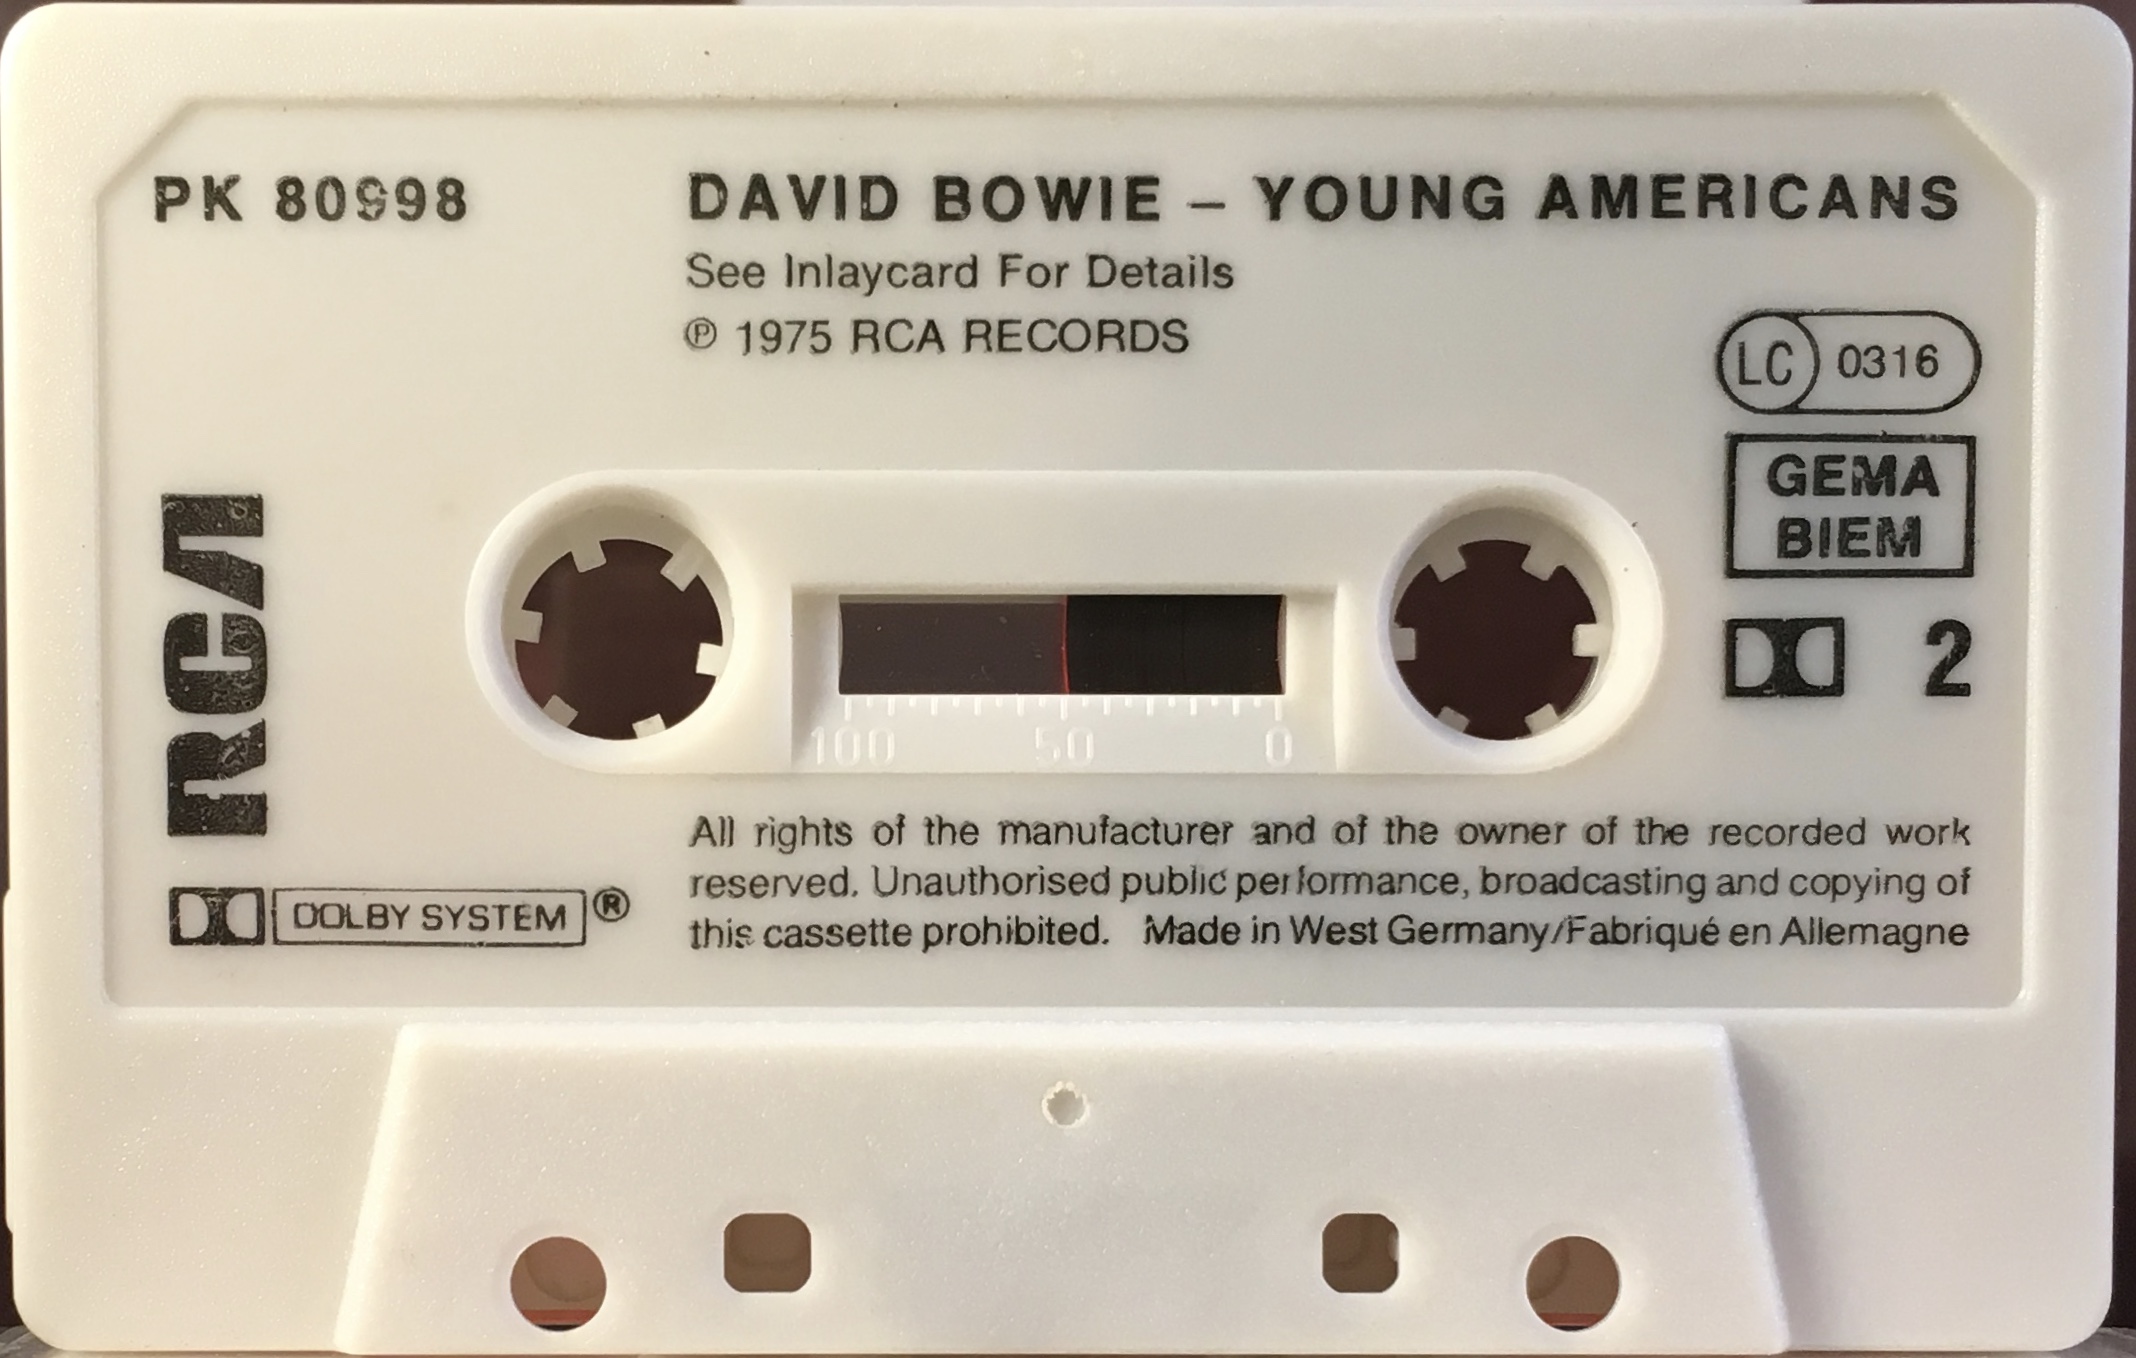 PK 80998
DAVID BOWIE – YOUNG AMERICANS
See Inlaycard For Details
℗ 1975 RCA RECORDS
LC 0316
GEMA
BIEM
RCA
2
100 50 0
All rights of the manufacturer and of the owner of the recorded work
reserved. Unauthorised public performance, broadcasting and copying of
this cassette prohibited. Made in West Germany/Fabriqué en Allemagne
DOLBY SYSTEM ®